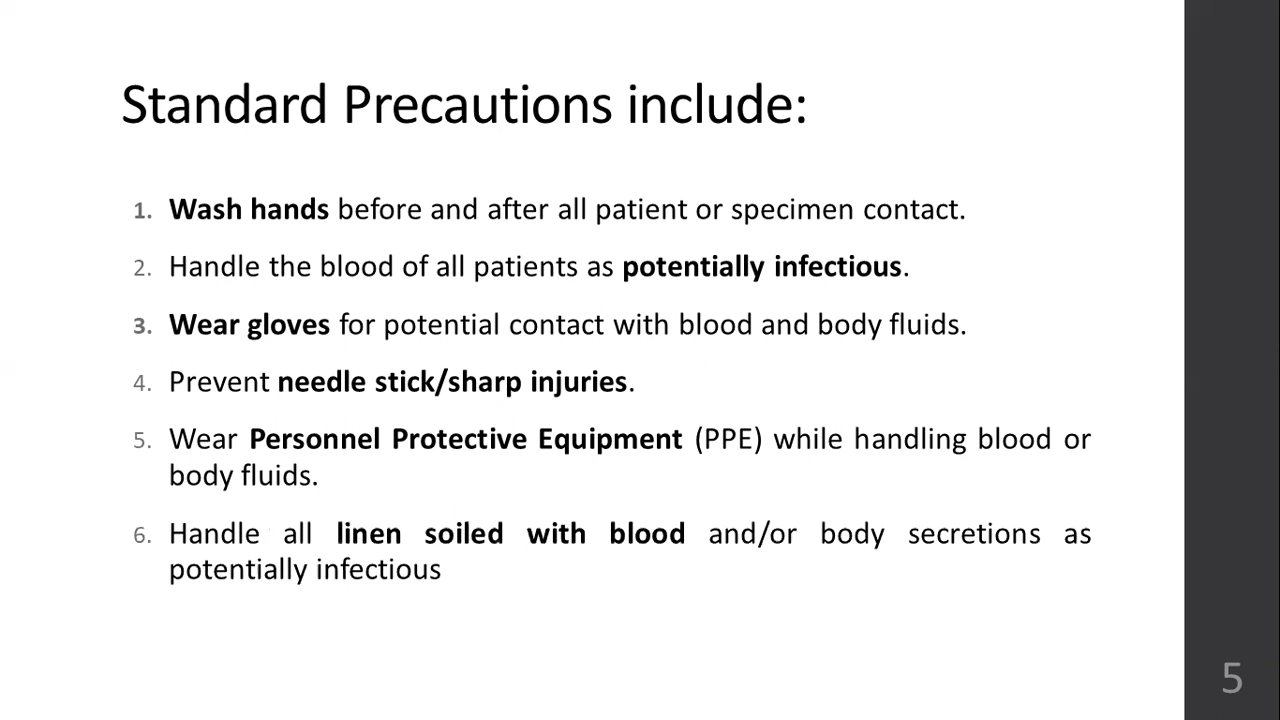 Standard Precautions include:
1. Wash hands before and after all patient or specimen contact.
2. Handle the blood of all patients as potentially infectious.
3. Wear gloves for potential contact with blood and body fluids.
4. Prevent needle stick/sharp injuries.
5. Wear Personnel Protective Equipment (PPE) while handling blood or
body fluids.
6. Handle all linen soiled with blood and/or body secretions as
potentially infectious
5